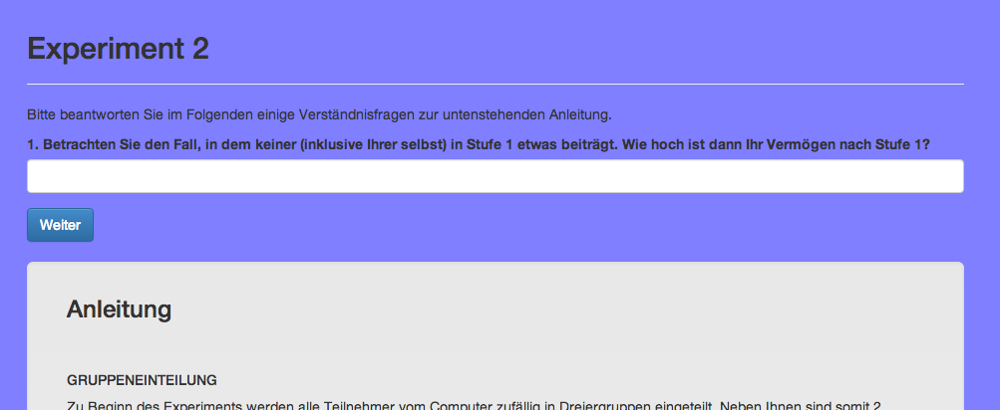 Experiment 2
Bitte beantworten Sie im Folgenden einige Verständnisfragen zur untenstehenden Anleitung.
1. Betrachten Sie den Fall, in dem keiner (inklusive Ihrer selbst) in Stufe 1 etwas beiträgt. Wie hoch ist dann Ihr Vermögen nach Stufe 1?
Weiter
Anleitung
GRUPPENEINTEILUNG
Zu Beginn des Experiments werden alle Teilnehmer vom Computer zufällig in Dreiergruppen eingeteilt. Neben Ihnen sind somit 2